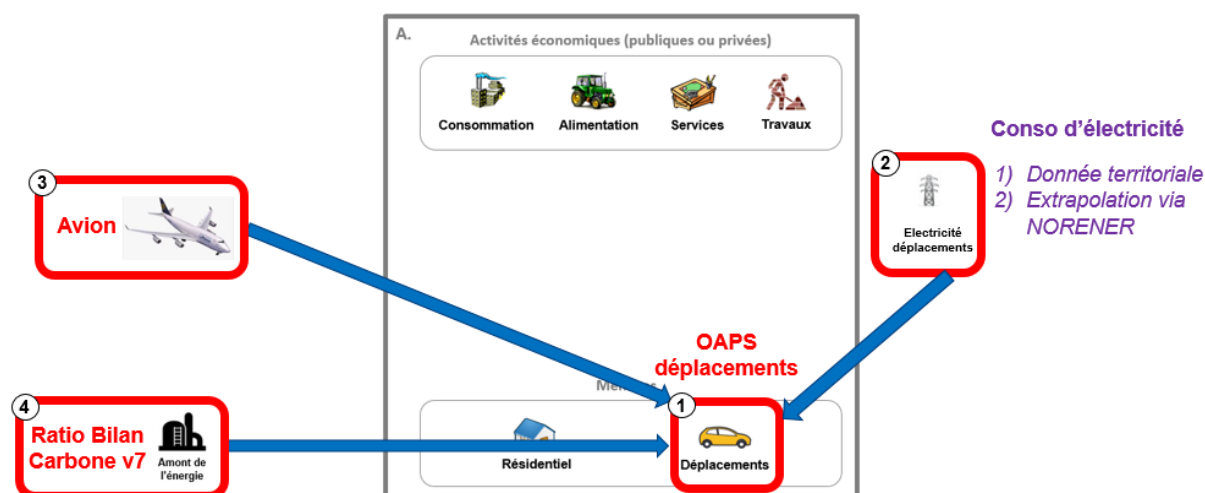 A.
Activités économiques (publiques ou privées)
Consommation
Alimentation
Services
Travaux
Conso d'électricité
1) Donnée territoriale
2) Extrapolation via
NORENER
2
Electricité
déplacements
3
Avion
OAPS
déplacements
4
Ratio Bilan
Carbone v7
Amont de
l'énergie
Résidentiel
1
Déplacements